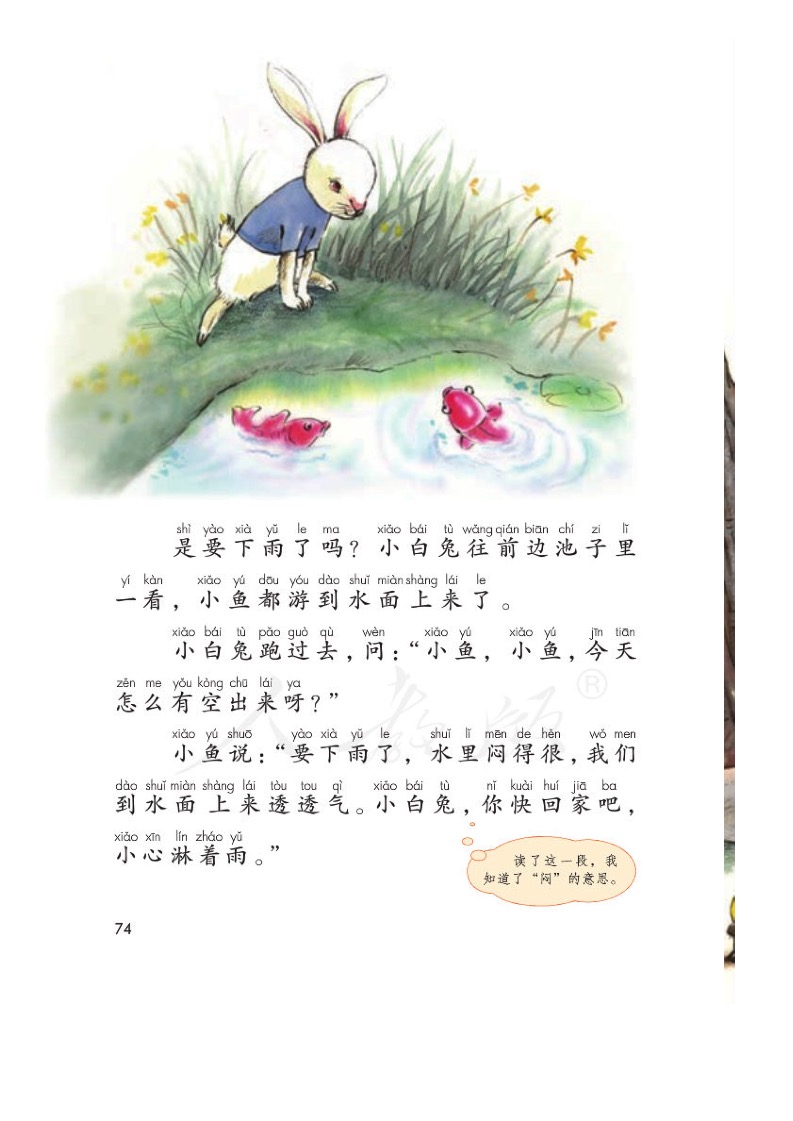 shì yào xià yǔ le ma xiǎo bái tù wǎng qián biān chí zi lǐ
是要下雨了吗？小白兔往前边池子里
yí kàn xiǎo yú dōu yóu dào shuǐ miàn shàng lái le
一看，小鱼都游到水面上来了。
xiǎo bái tù pǎo guò qù wèn xiǎo yú xiǎo yú jīn tiān
小白兔跑过去，问：“小鱼，小鱼，今天
zěn me yǒu kòng chū lái ya
怎么有空出来呀？”
xiǎo yú shuō yào xià yǔ le shuǐ lǐ mēn de hěn wǒ men
小鱼说：“要下雨了，水里闷得很，我们
dào shuǐ miàn shàng lái tòu tou qì xiǎo bái tù nǐ kuài huí jiā ba
到水面上来透透气。小白兔，你快回家吧，
xiǎo xīn lín zháo yǔ
小心淋着雨。”
读了这一段，我
知道了“闷”的意思。
74
人教版
®